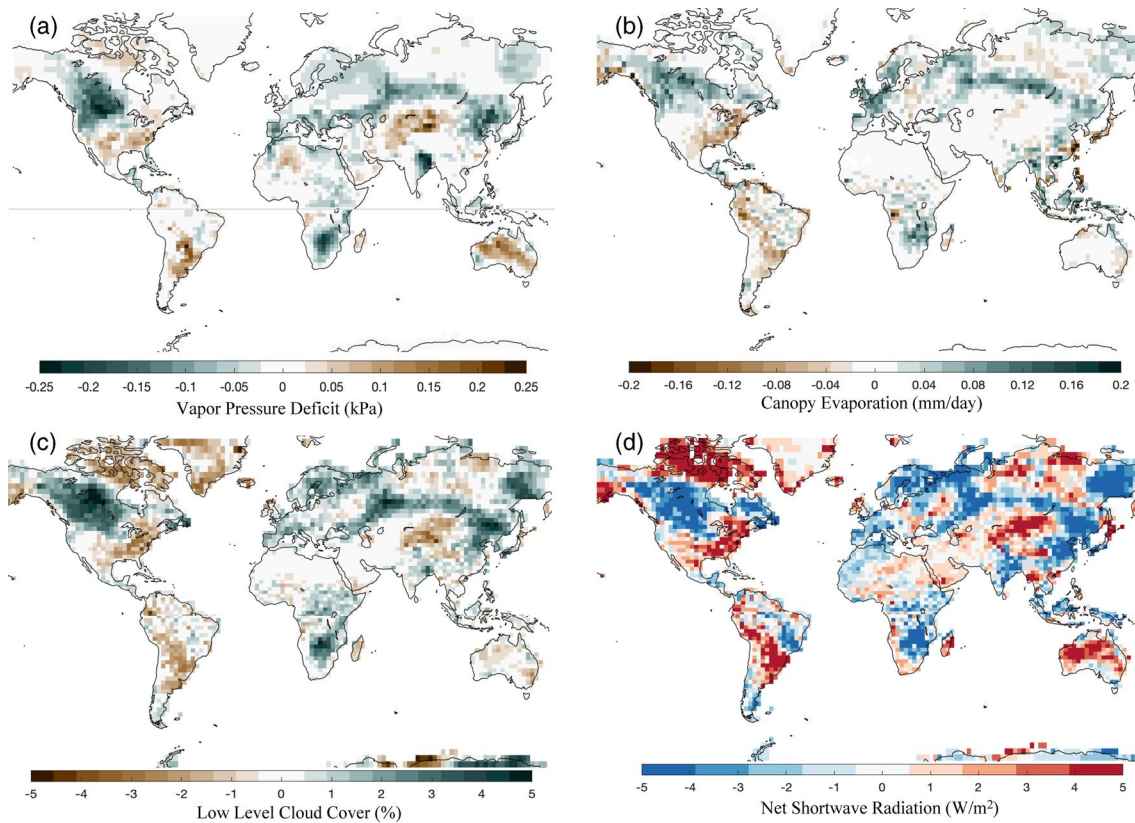 (a)
(b)
-0.25 -0.2 -0.15 -0.1 -0.05 0 0.05 0.1 0.15 0.2 0.25
Vapor Pressure Deficit (kPa)
-0.2 -0.16 -0.12 -0.08 -0.04 0 0.04 0.08 0.12 0.16 0.2
Canopy Evaporation (mm/day)
(c)
(d)
-5 -4 -3 -2 -1 0 1 2 3 4 5
Low Level Cloud Cover (%)
-5 -4 -3 -2 -1 0 1 2 3 4 5
Net Shortwave Radiation (W/m²)